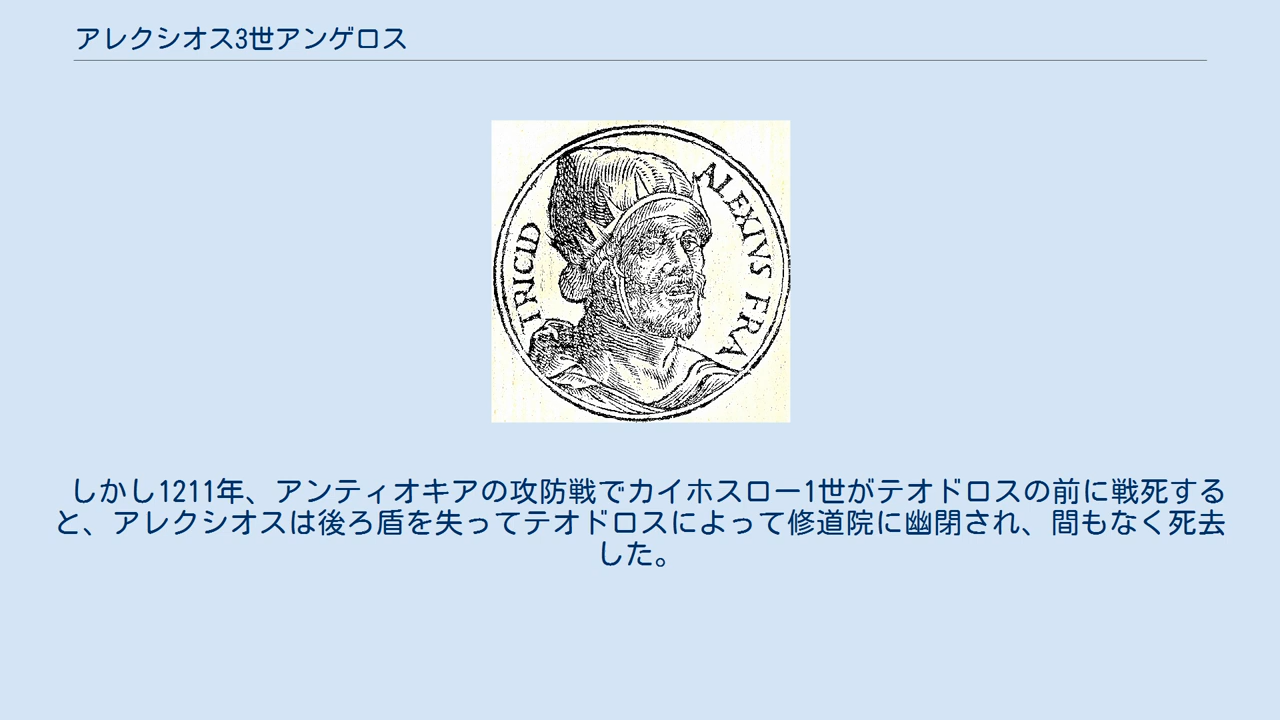 アレクシオス3世アンゲロス
IRICID
ALEXIVS FRA
しかし1211年、アンティオキアの攻防戦でカイホスロー1世がテオドロスの前に戦死する
と、アレクシオスは後ろ盾を失ってテオドロスによって修道院に幽閉され、間もなく死去
した。